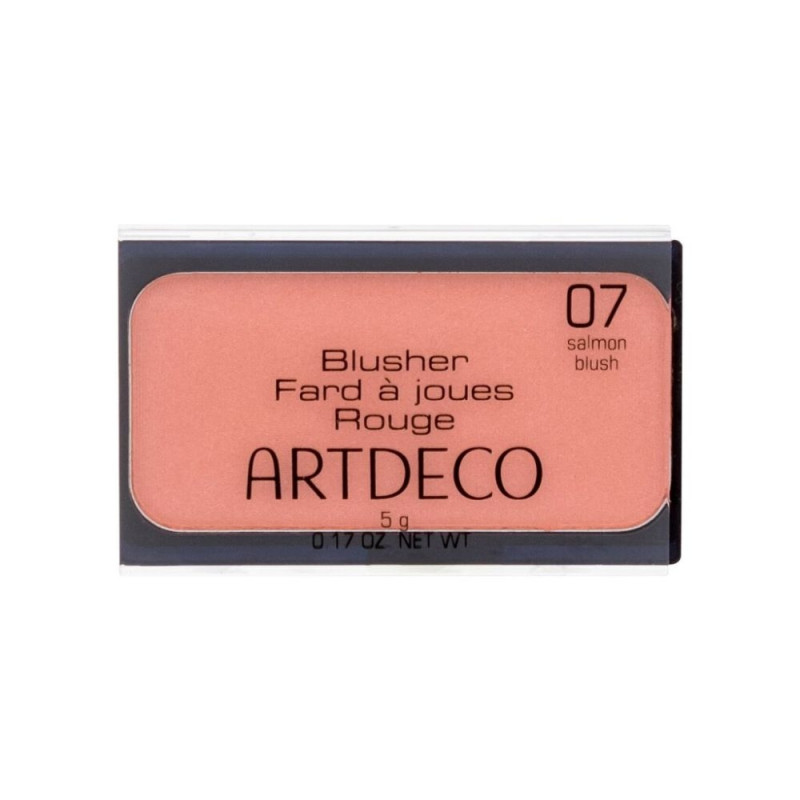 07
salmon
blush
Blusher
Fard à joues
Rouge
ARTDECO
5 g
0.17 OZ. NET WT